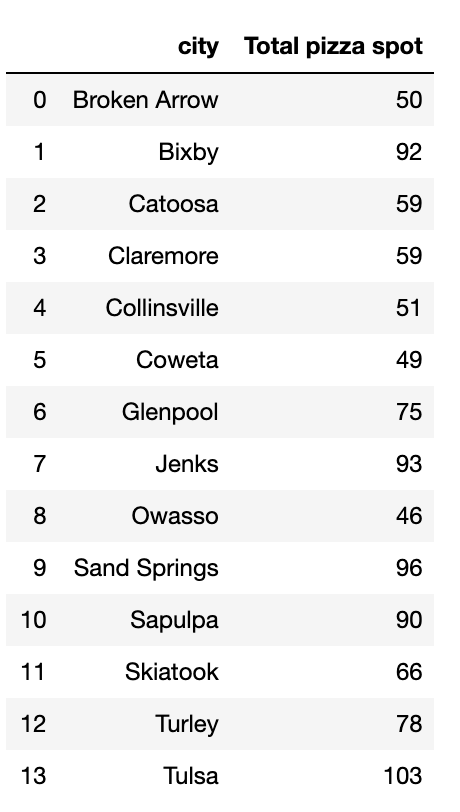 city Total pizza spot
0 Broken Arrow 50
1 Bixby 92
2 Catoosa 59
3 Claremore 59
4 Collinsville 51
5 Coweta 49
6 Glenpool 75
7 Jenks 93
8 Owasso 46
9 Sand Springs 96
10 Sapulpa 90
11 Skiatook 66
12 Turley 78
13 Tulsa 103